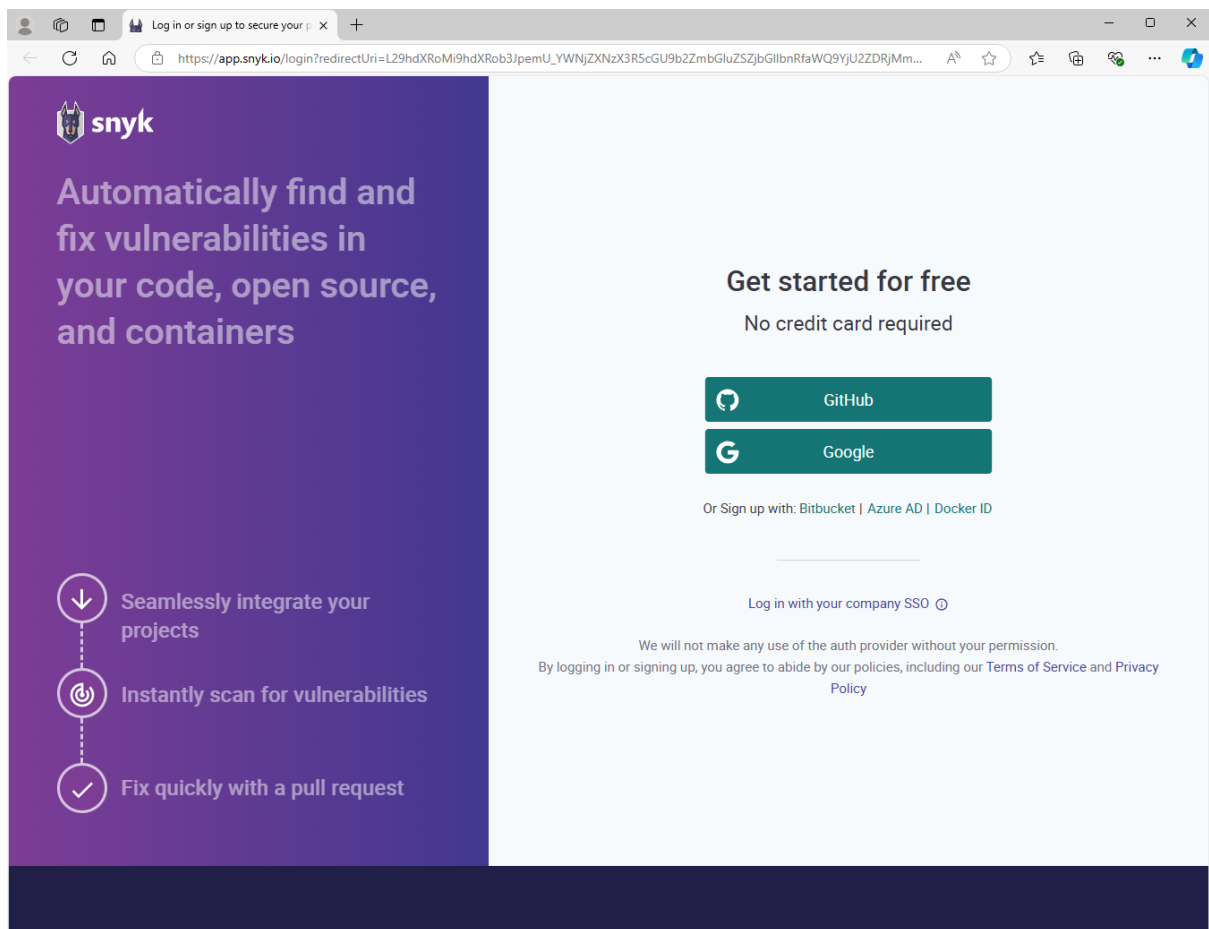 Log in or sign up to secure your p
https://app.snyk.io/login?redirectUri=L29hdXRoMi9hdXRob3JpemU_YWNjZXNzX3R5cGU9b2ZmbGluZSZjbGllbnRfaWQ9YjU2ZDRjMm...
snyk
Automatically find and
fix vulnerabilities in
your code, open source,
and containers
Seamlessly integrate your
projects
Instantly scan for vulnerabilities
Fix quickly with a pull request
Get started for free
No credit card required
GitHub
Google
Or Sign up with: Bitbucket | Azure AD | Docker ID
Log in with your company SSO
We will not make any use of the auth provider without your permission.
By logging in or signing up, you agree to abide by our policies, including our Terms of Service and Privacy
Policy